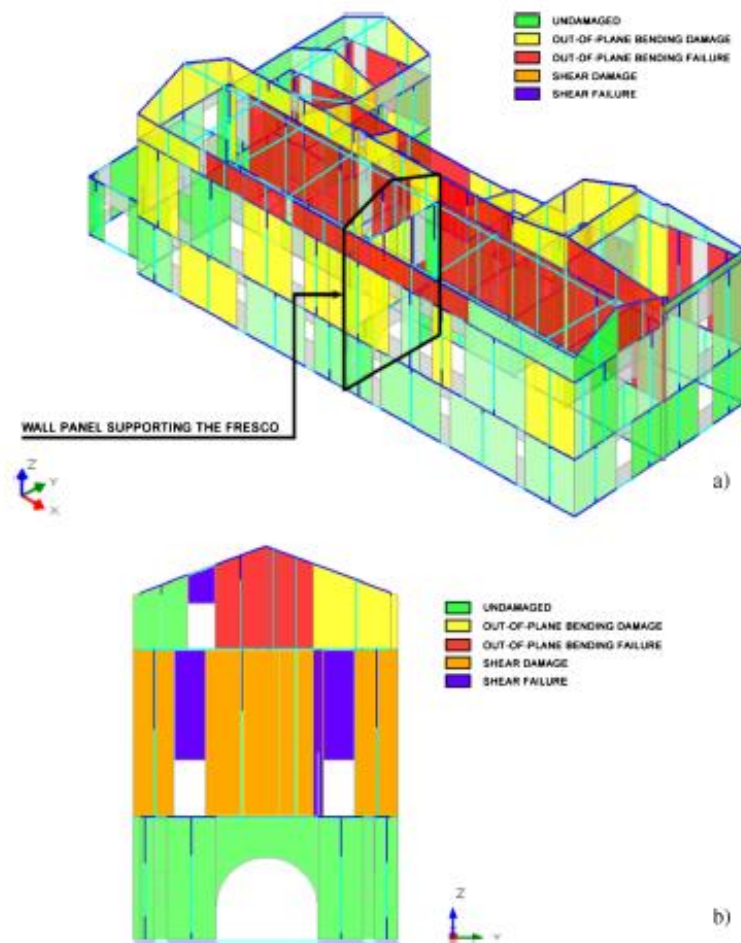 UNDAMAGED
OUT-OF-PLANE BENDING DAMAGE
OUT-OF-PLANE BENDING FAILURE
SHEAR DAMAGE
SHEAR FAILURE
WALL PANEL SUPPORTING THE FRESCO
Z
Y
X
a)
UNDAMAGED
OUT-OF-PLANE BENDING DAMAGE
OUT-OF-PLANE BENDING FAILURE
SHEAR DAMAGE
SHEAR FAILURE
Z
Y
b)